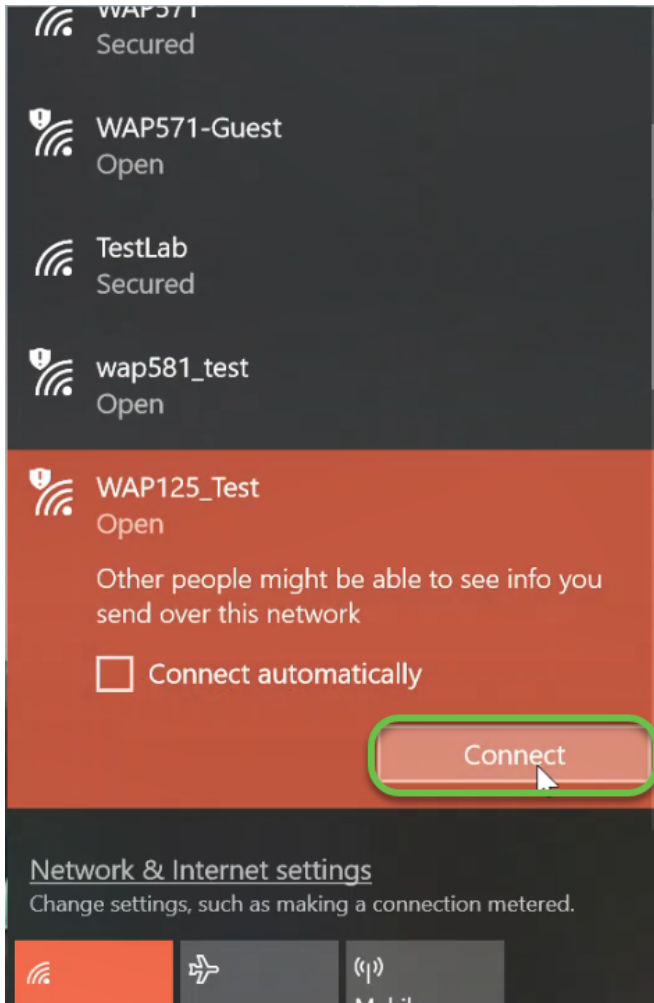 WAP571
Secured
WAP571-Guest
Open
TestLab
Secured
wap581_test
Open
WAP125_Test
Open
Other people might be able to see info you
send over this network
Connect automatically
Connect
Network & Internet settings
Change settings, such as making a connection metered.